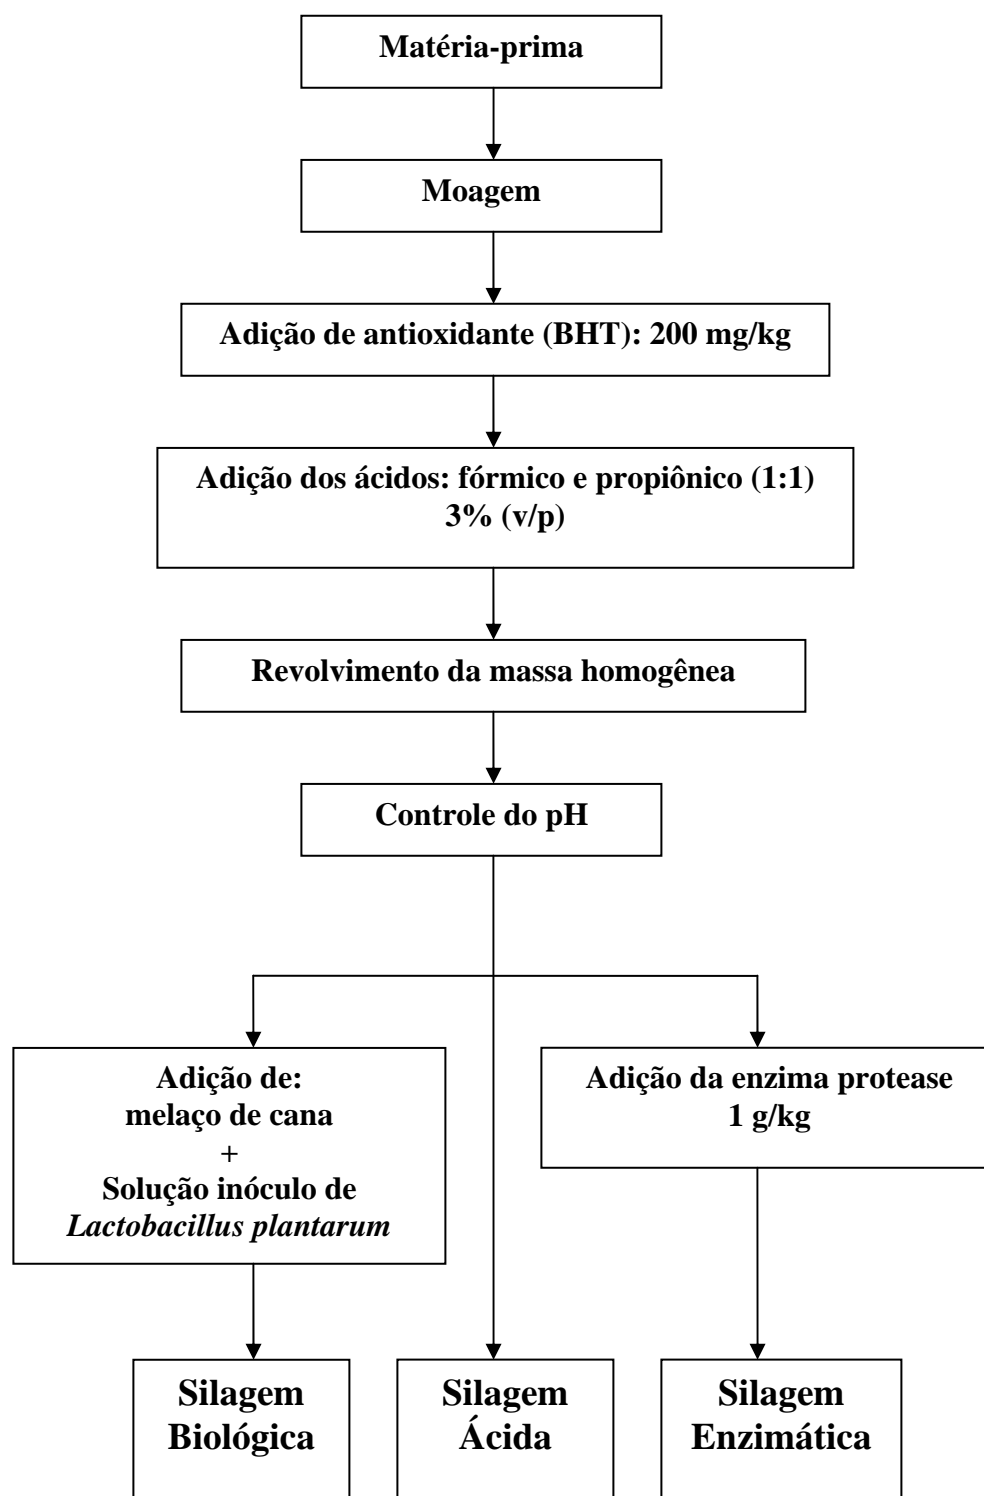 Matéria-prima
Moagem
Adição de antioxidante (BHT): 200 mg/kg
Adição dos ácidos: fórmico e propiônico (1:1)
3% (v/p)
Revolvimento da massa homogênea
Controle do pH
Adição de:
melaço de cana
+
Solução inóculo de
Lactobacillus plantarum
Adição da enzima protease
1 g/kg
Silagem
Biológica
Silagem
Ácida
Silagem
Enzimática